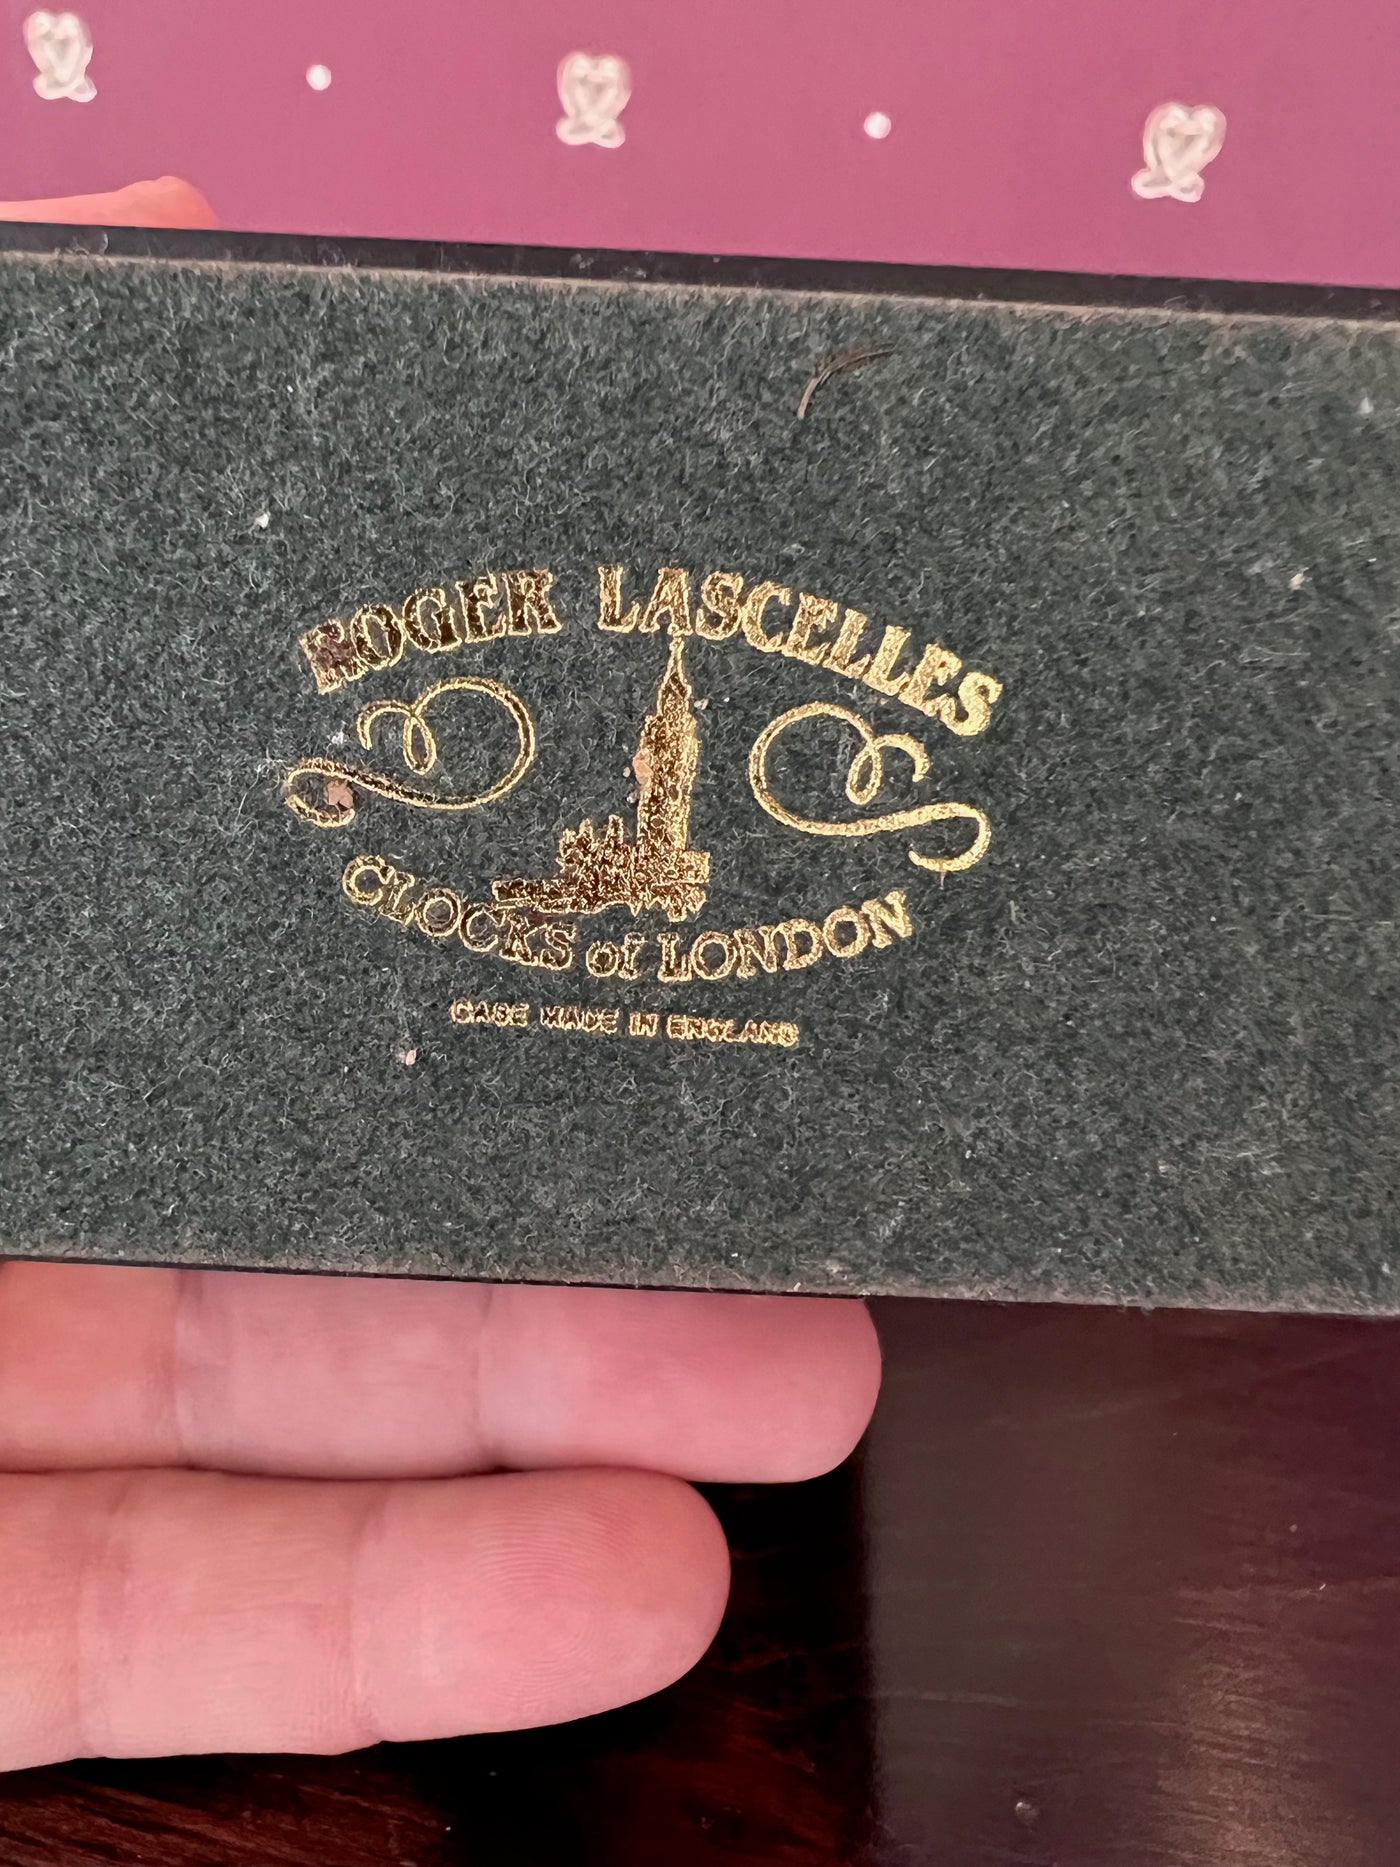 ROGER LASCELLES
CLOCKS of LONDON
CASE MADE IN ENGLAND